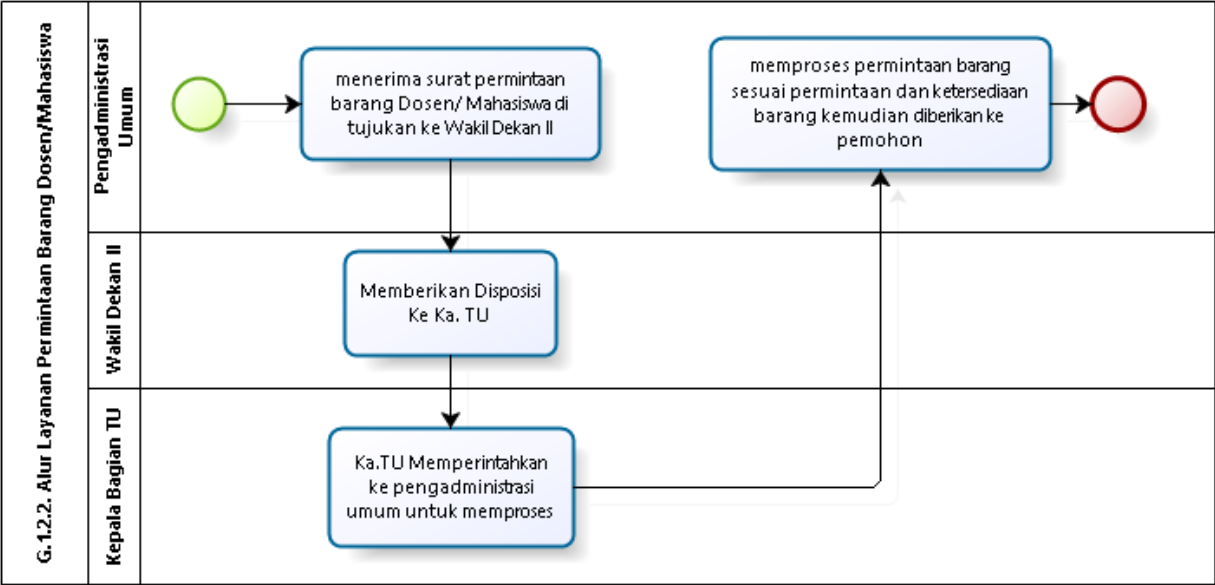 G.1.2.2. Alur Layanan Permintaan Barang Dosen/Mahasiswa
Pengadministrasi
Umum
menerima surat permintaan
barang Dosen/ Mahasiswa di
tujukan ke Wakil Dekan II
memproses permintaan barang
sesuai permintaan dan ketersediaan
barang kemudian diberikan ke
pemohon
Wakil Dekan II
Memberikan Disposisi
Ke Ka. TU
Kepala Bagian TU
Ka.TU Memperintahkan
ke pengadministrasi
umum untuk memproses